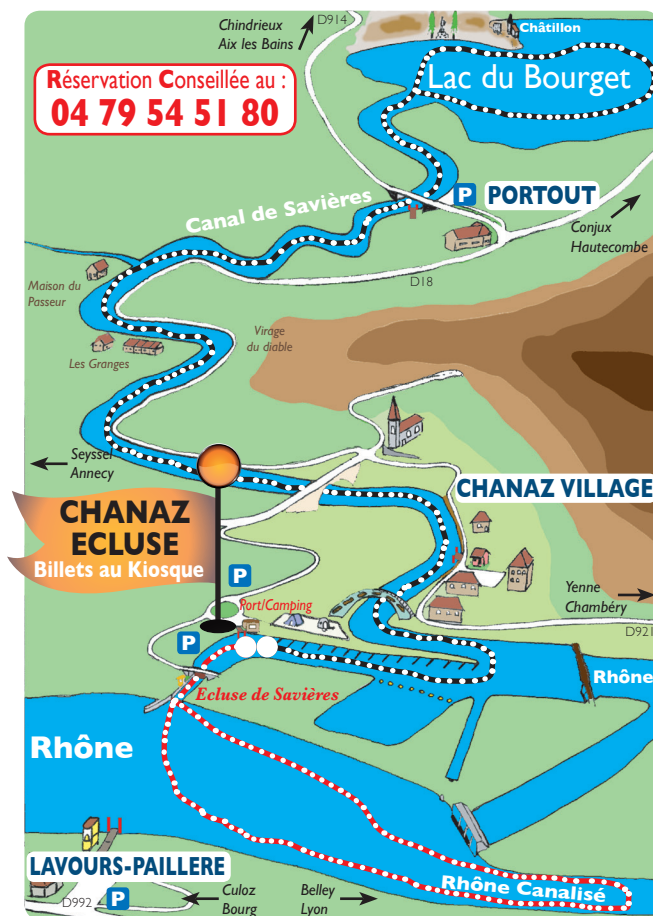 Chindrieux
Aix les Bains
D914
Châtillon
Lac du Bourget
Réservation Conseillée au :
04 79 54 51 80
P
PORTOUT
Canal de Savières
Conjux
Hautecombe
D18
Maison du
Passeur
Virage
du diable
Les Granges
Seyssel
Annecy
CHANAZ VILLAGE
CHANAZ
ECLUSE
Billets au Kiosque
P
Port/Camping
Yenne
Chambéry
D921
P
Rhône
Ecluse de Savières
Rhône
LAVOURS-PAILLERE
D992
P
Culoz
Bourg
Belley
Lyon
Rhône Canalisé